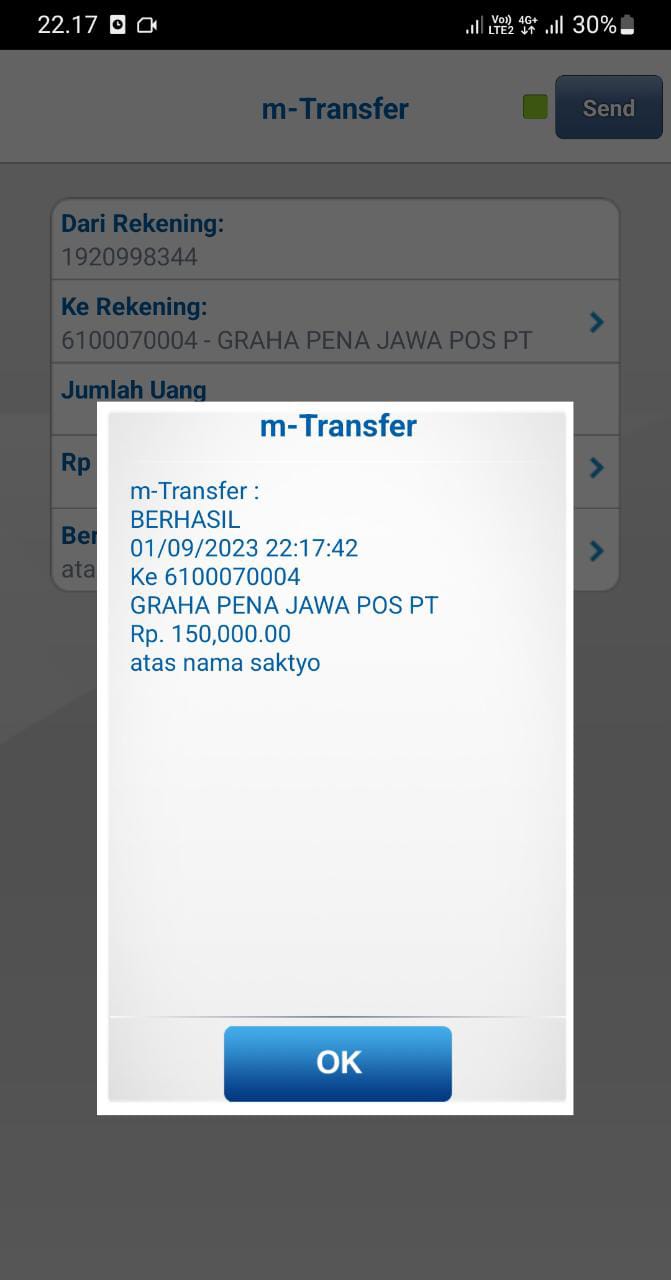 22.17
Vo)) 4G+ 30%
LTE2
m-Transfer
Send
Dari Rekening:
1920998344
Ke Rekening:
6100070004 - GRAHA PENA JAWA POS PT
Jumlah Uang
Rp
Ber
ata
m-Transfer
m-Transfer :
BERHASIL
01/09/2023 22:17:42
Ke 6100070004
GRAHA PENA JAWA POS PT
Rp. 150,000.00
atas nama saktyo
OK